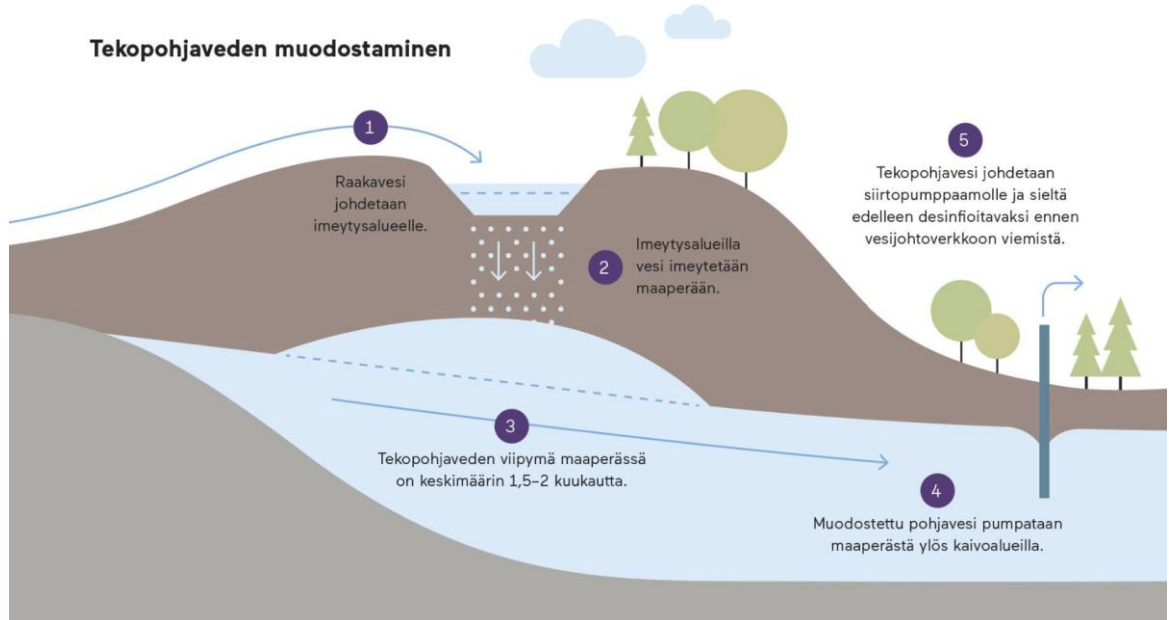 Tekopohjaveden muodostaminen
1
Raakavesi
johdetaan
imeytysalueelle.
2
Imeytysalueilla
vesi imeytetään
maaperään.
3
Tekopohjaveden viipymä maaperässä
on keskimäärin 1,5–2 kuukautta.
4
Muodostettu pohjavesi pumpataan
maaperästä ylös kaivoalueilla.
5
Tekopohjavesi johdetaan
siirtopumppaamolle ja sieltä
edelleen desinfioitavaksi ennen
vesijohtoverkkoon viemistä.